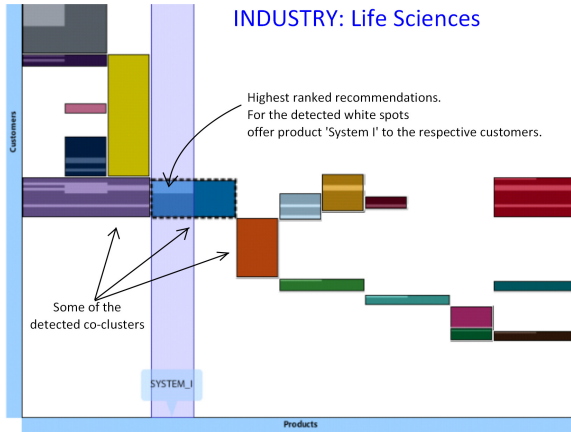 INDUSTRY: Life Sciences
Customers
Highest ranked recommendations.
For the detected white spots
offer product 'System I' to the respective customers.
Some of the
detected co-clusters
SYSTEM_I
Products